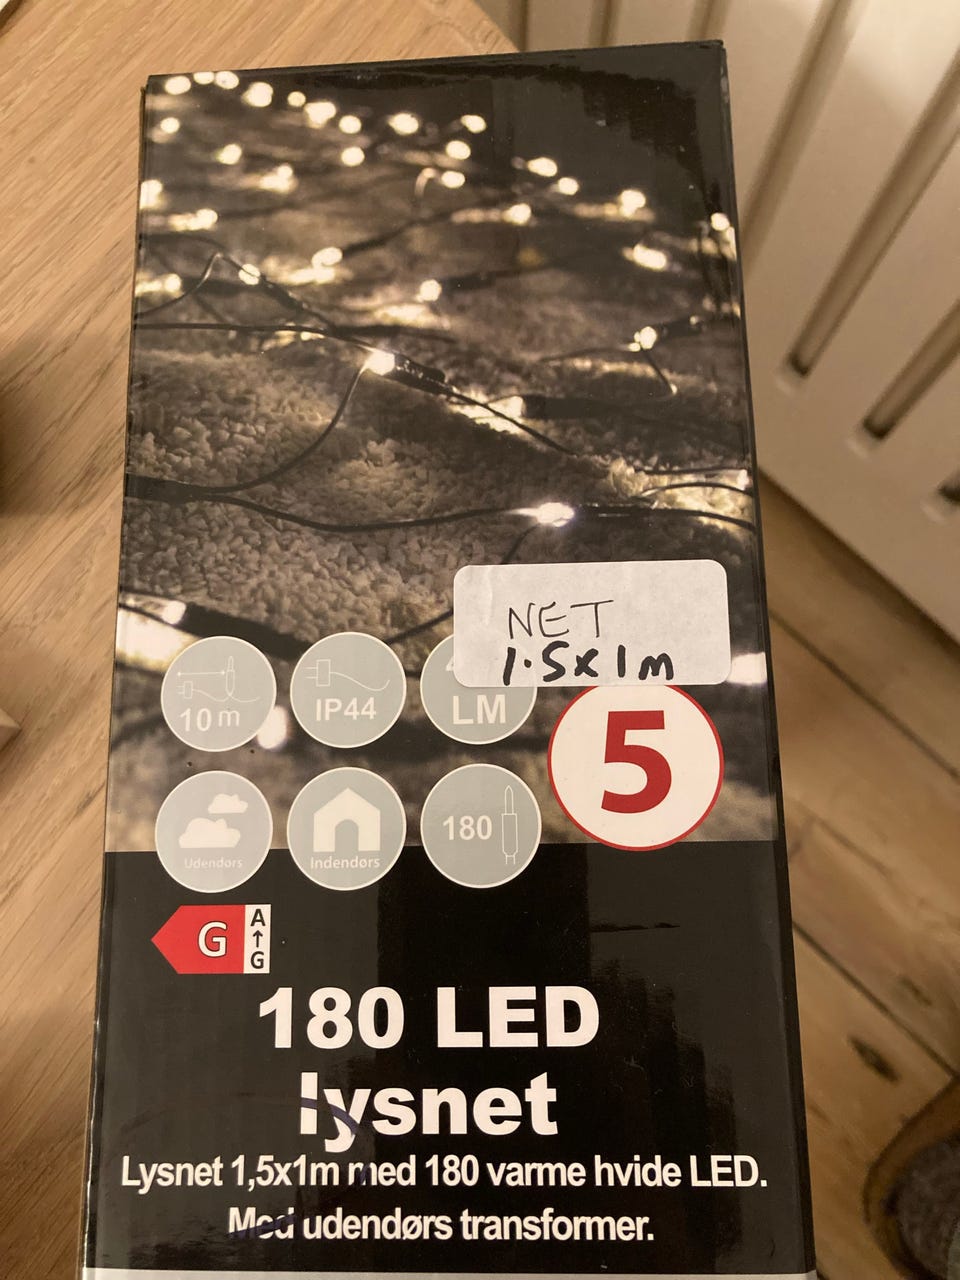 NET
1.5x1m
10 m
IP44
LM
5
Udendørs
Indendørs
180
G
A
↑
G
180 LED
lysnet
Lysnet 1,5x1m med 180 varme hvide LED.
Med udendørs transformer.